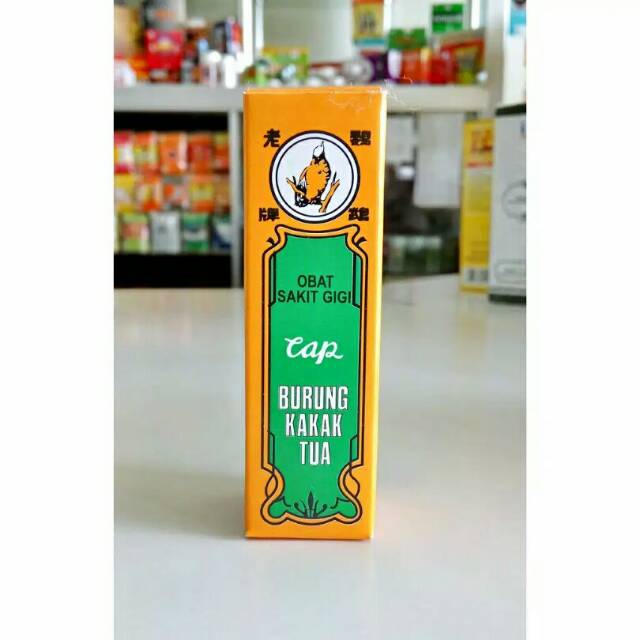 老鸚
牌鵡
OBAT
SAKIT GIGI
Cap
BURUNG
KAKAK
TUA